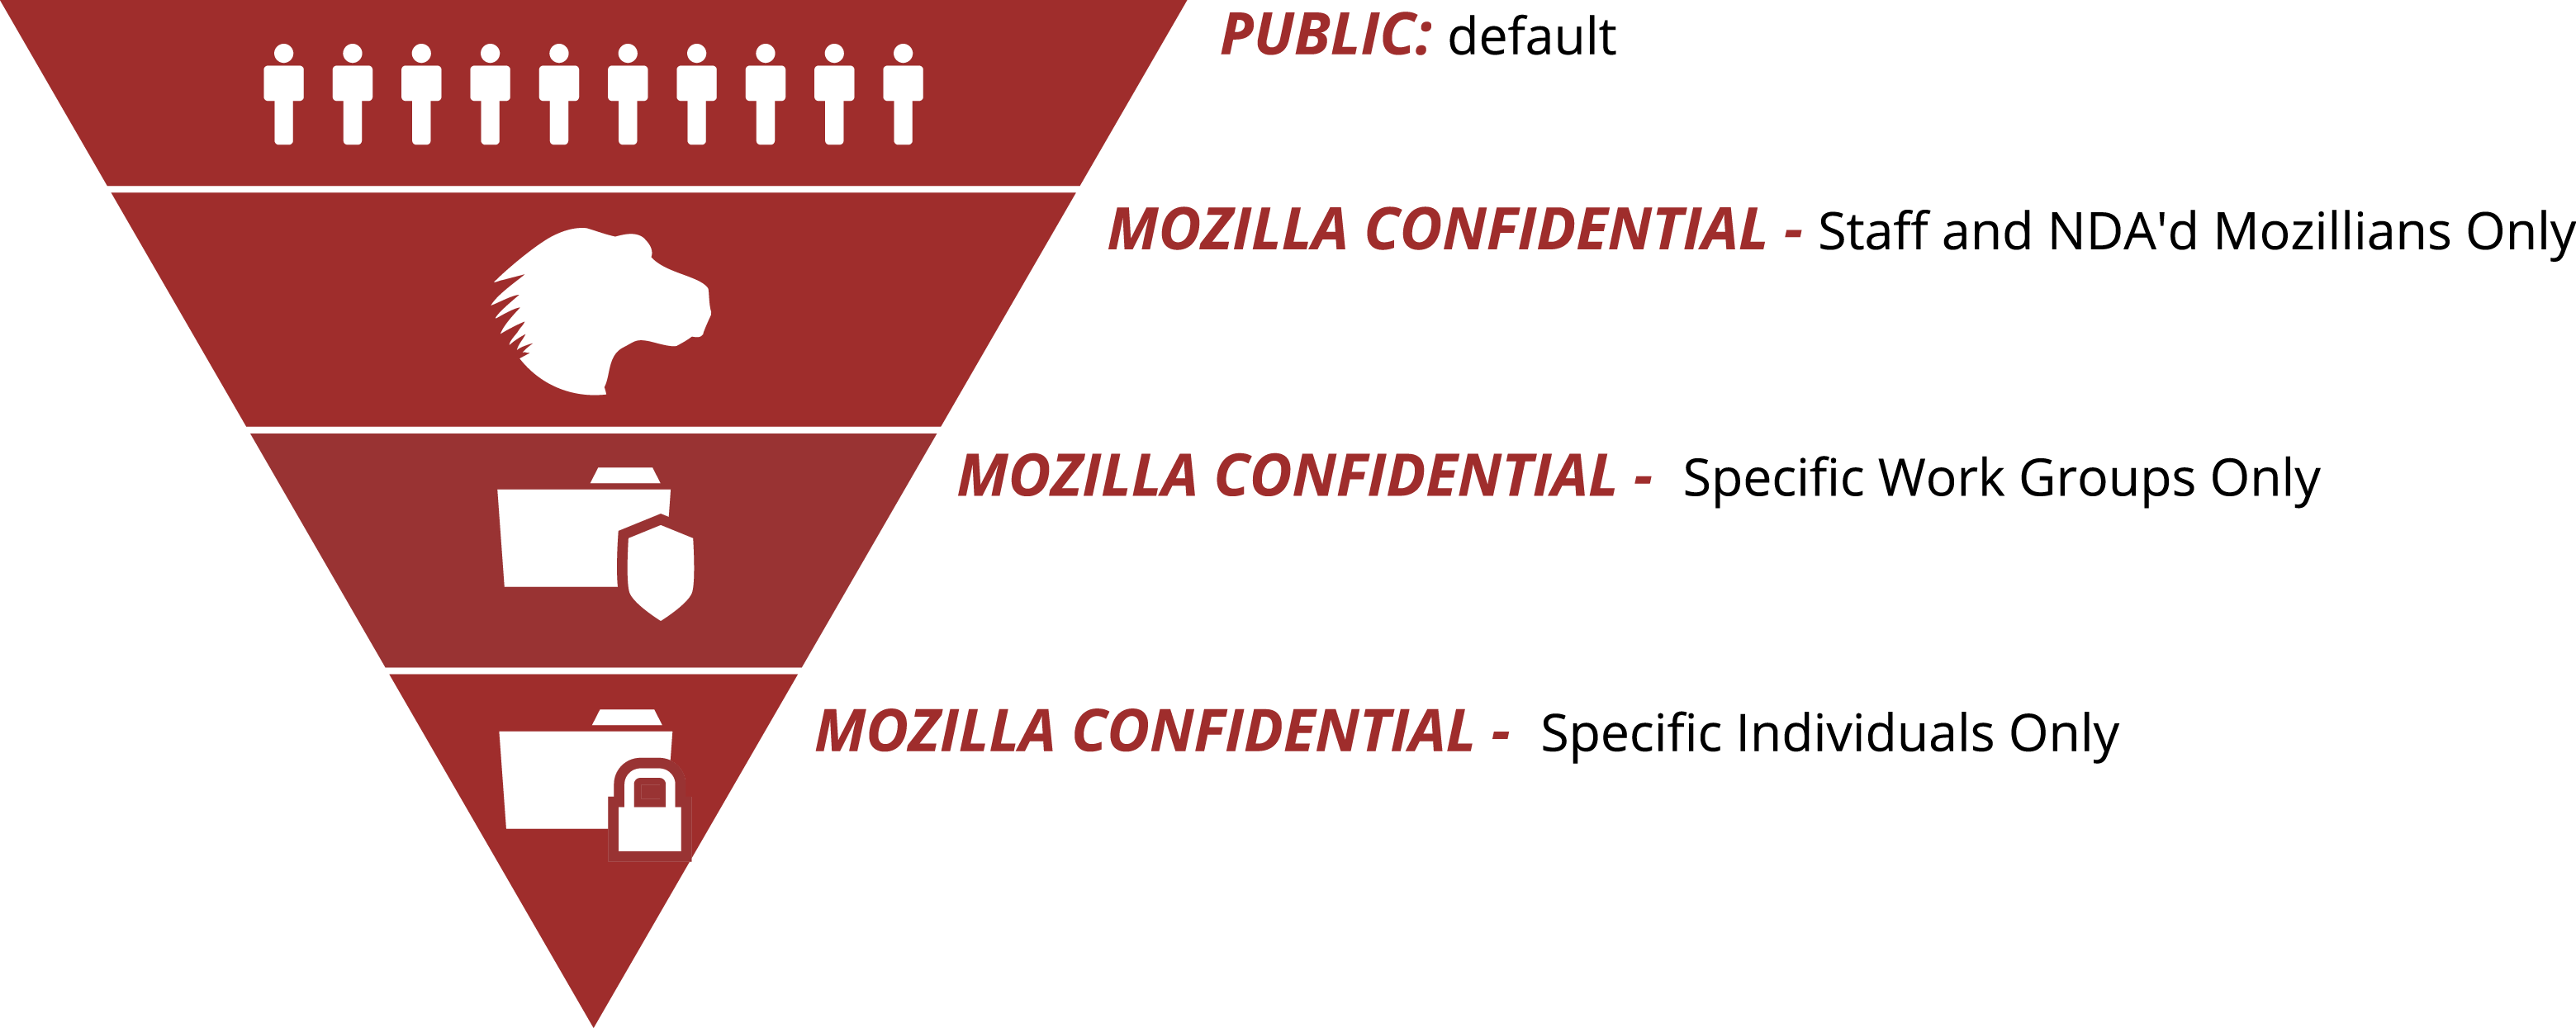 PUBLIC: default
MOZILLA CONFIDENTIAL - Staff and NDA'd Mozillians Only
MOZILLA CONFIDENTIAL - Specific Work Groups Only
MOZILLA CONFIDENTIAL - Specific Individuals Only